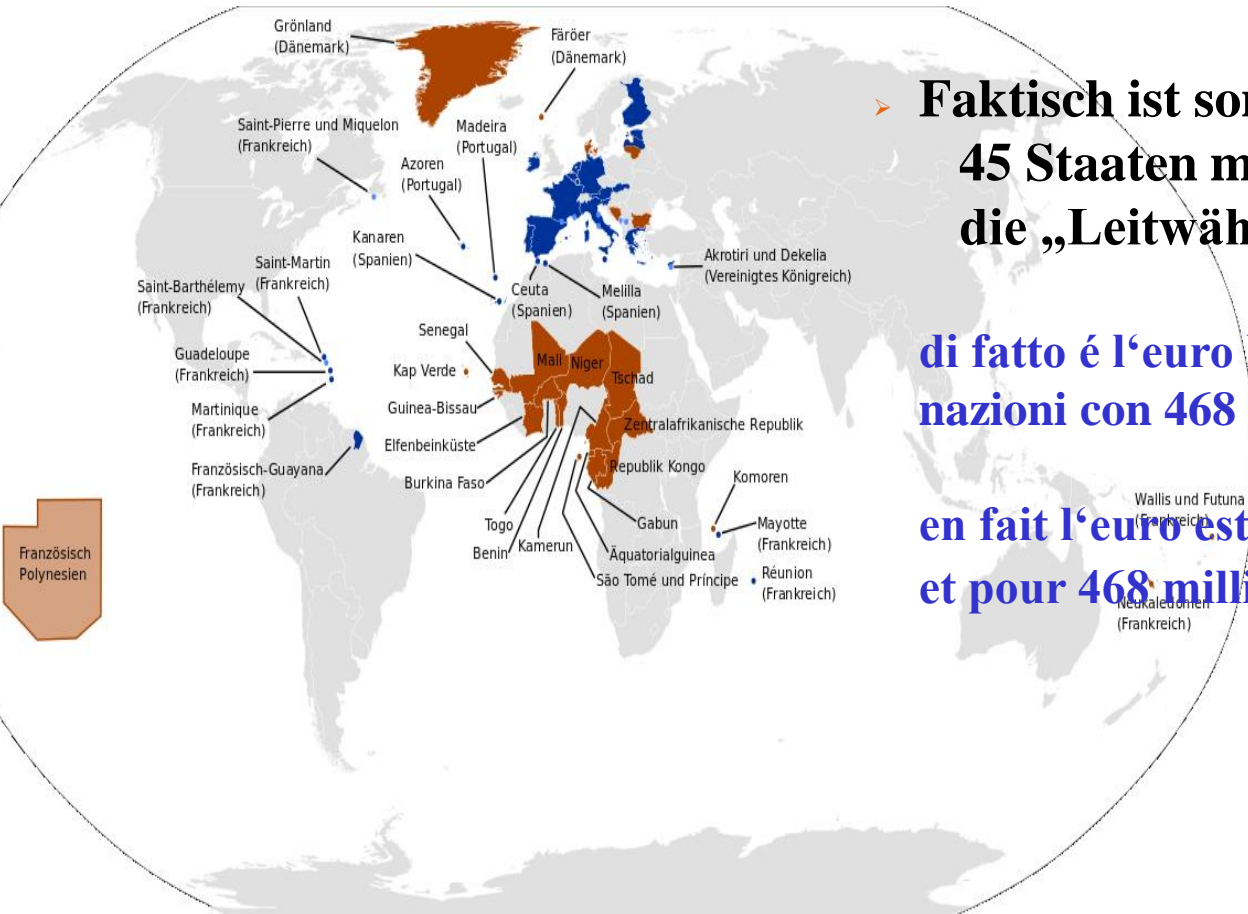 Grönland
(Dänemark)
Färöer
(Dänemark)
Saint-Pierre und Miquelon
(Frankreich)
Madeira
(Portugal)
Azoren
(Portugal)
Kanaren
(Spanien)
Saint-Martin
(Frankreich)
Saint-Barthélemy
(Frankreich)
Guadeloupe
(Frankreich)
Martinique
(Frankreich)
Französisch-Guayana
(Frankreich)
Ceuta
(Spanien)
Melilla
(Spanien)
Akrotiri und Dekelia
(Vereinigtes Königreich)
Senegal
Kap Verde
Guinea-Bissau
Elfenbeinküste
Burkina Faso
Togo
Benin
Kamerun
Mali
Niger
Tschad
Zentralafrikanische Republik
Republik Kongo
Gabun
Äquatorialguinea
São Tomé und Príncipe
Komoren
Mayotte
(Frankreich)
Réunion
(Frankreich)
Französisch
Polynesien
Wallis und Futuna
(Frankreich)
Neukaledonien
(Frankreich)
➢ Faktisch ist
45 Staaten
die „Leitwäh
di fatto é l‘euro
nazioni con 468
en fait l‘euro est
et pour 468 milli